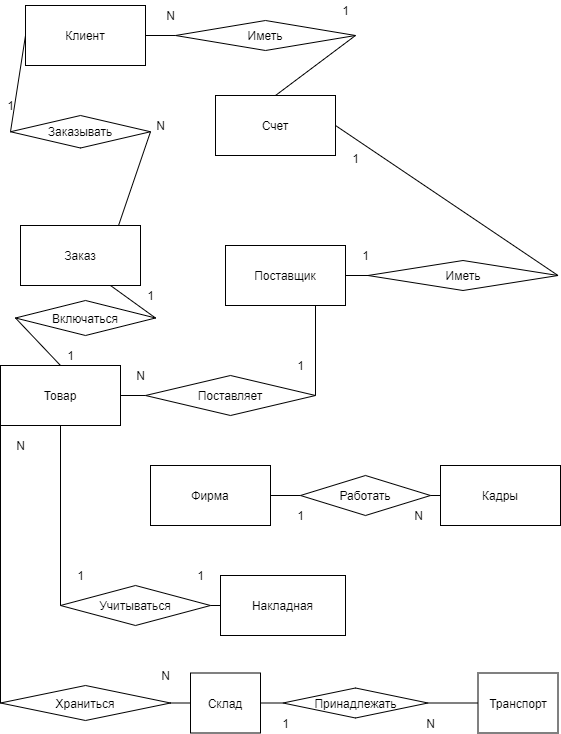 N
1
Клиент
Иметь
1
Заказывать
N
Счет
1
Заказ
Поставщик
1
Иметь
1
Включаться
1
N
1
Товар
Поставляет
N
Фирма
Работать
Кадры
1
N
1
1
Учитываться
Накладная
N
Храниться
Склад
Принадлежать
Транспорт
1
N